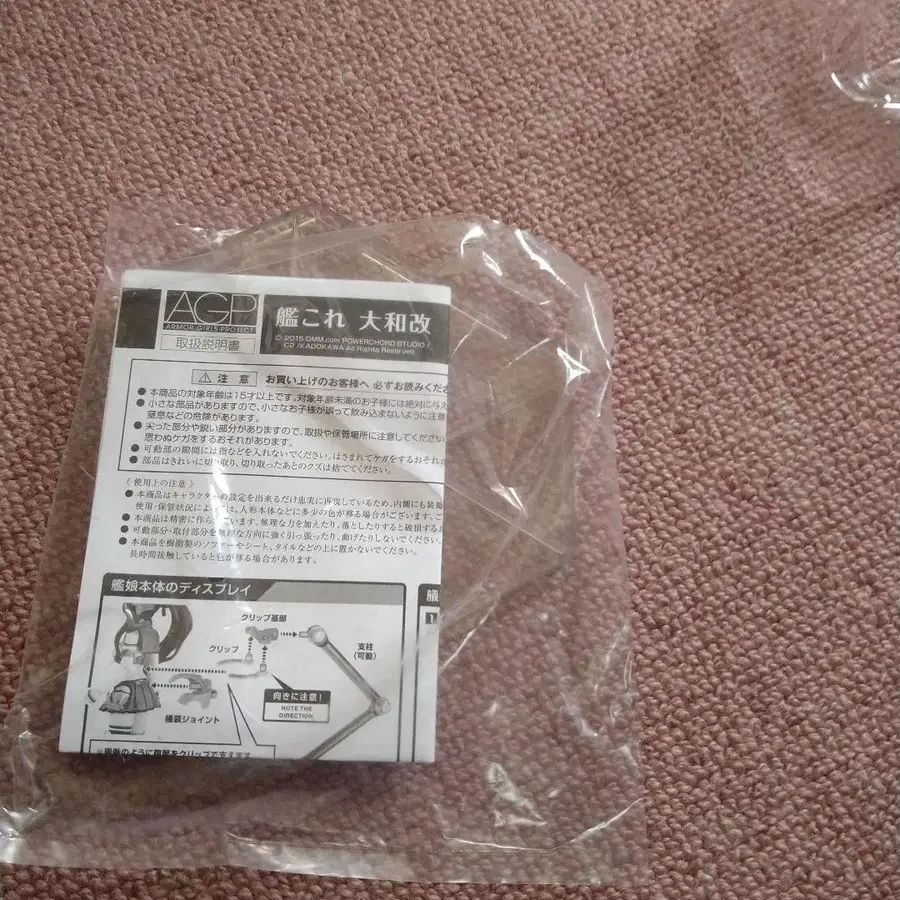 AGP
ARMOR GIRLS PROJECT
取扱説明書
艦これ 大和改
© 2015 DMM.com POWERCHORD STUDIO /
C2 /KADOKAWA All Rights Reserved.
⚠ 注 意 お買い上げのお客様へ 必ずお読みくださ
● 本商品の対象年齢は15才以上です。対象年齢未満のお子様には絶対に与え
● 小さな部品がありますので、小さなお子様が誤って飲み込まないように注意
窒息などの危険があります。
● 尖った部分や鋭い部分がありますので、取扱や保管場所に注意してください
思わぬケガをするおそれがあります。
● 可動部の隙間には指などを入れないでください。はさまれてケガをするおそれが
● 部品はきれいに切り取り、切り取ったあとのクズは捨ててください。
《 使用上の注意 》
● 本商品はキャラクターの設定を出来るだけ忠実に再現しているため、内側にも装飾
使用・保管状況によっては、人形本体などに多少の色が移る場合がございます。ご
● 本商品は精密に作られています。無理な力を加えたり、落としたりすると破損する
● 可動部分・取付部分を無理な方向に強く引っ張ったり、曲げたりしないでください。
● 本商品を樹脂製のソファーやシート、タイルなどの上に置かないでください。
長時間接触していると色が移る場合があります。
艦娘本体のディスプレイ
艤
1
クリップ基部
クリップ
支柱
(可動)
向きに注意!
NOTE THE
DIRECTION
艤装ジョイント
のように腹部をクリップで支えます